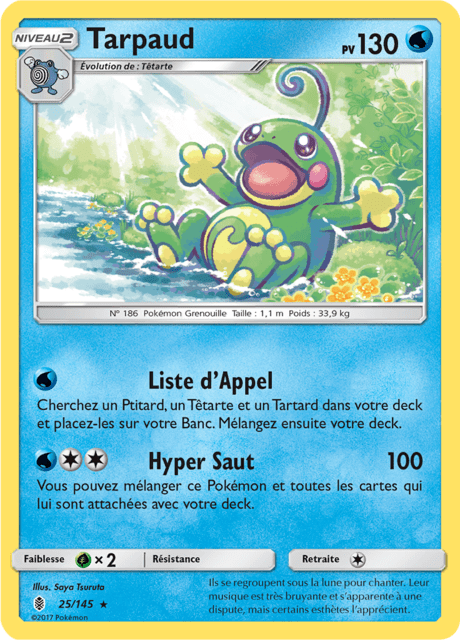 NIVEAU 2
Tarpaud
PV 130
Évolution de : Têtarte
N° 186 Pokémon Grenouille Taille : 1,1 m Poids : 33,9 kg
Liste d'Appel
Cherchez un Ptitard, un Têtarte et un Tartard dans votre deck
et placez-les sur votre Banc. Mélangez ensuite votre deck.
Hyper Saut 100
Vous pouvez mélanger ce Pokémon et toutes les cartes qui
lui sont attachées avec votre deck.
Faiblesse × 2 Résistance Retraite
Illus. Saya Tsuruta
25/145 ★
©2017 Pokémon
Ils se regroupent sous la lune pour chanter. Leur
musique est très bruyante et s'apparente à une
dispute, mais certains esthètes l'apprécient.